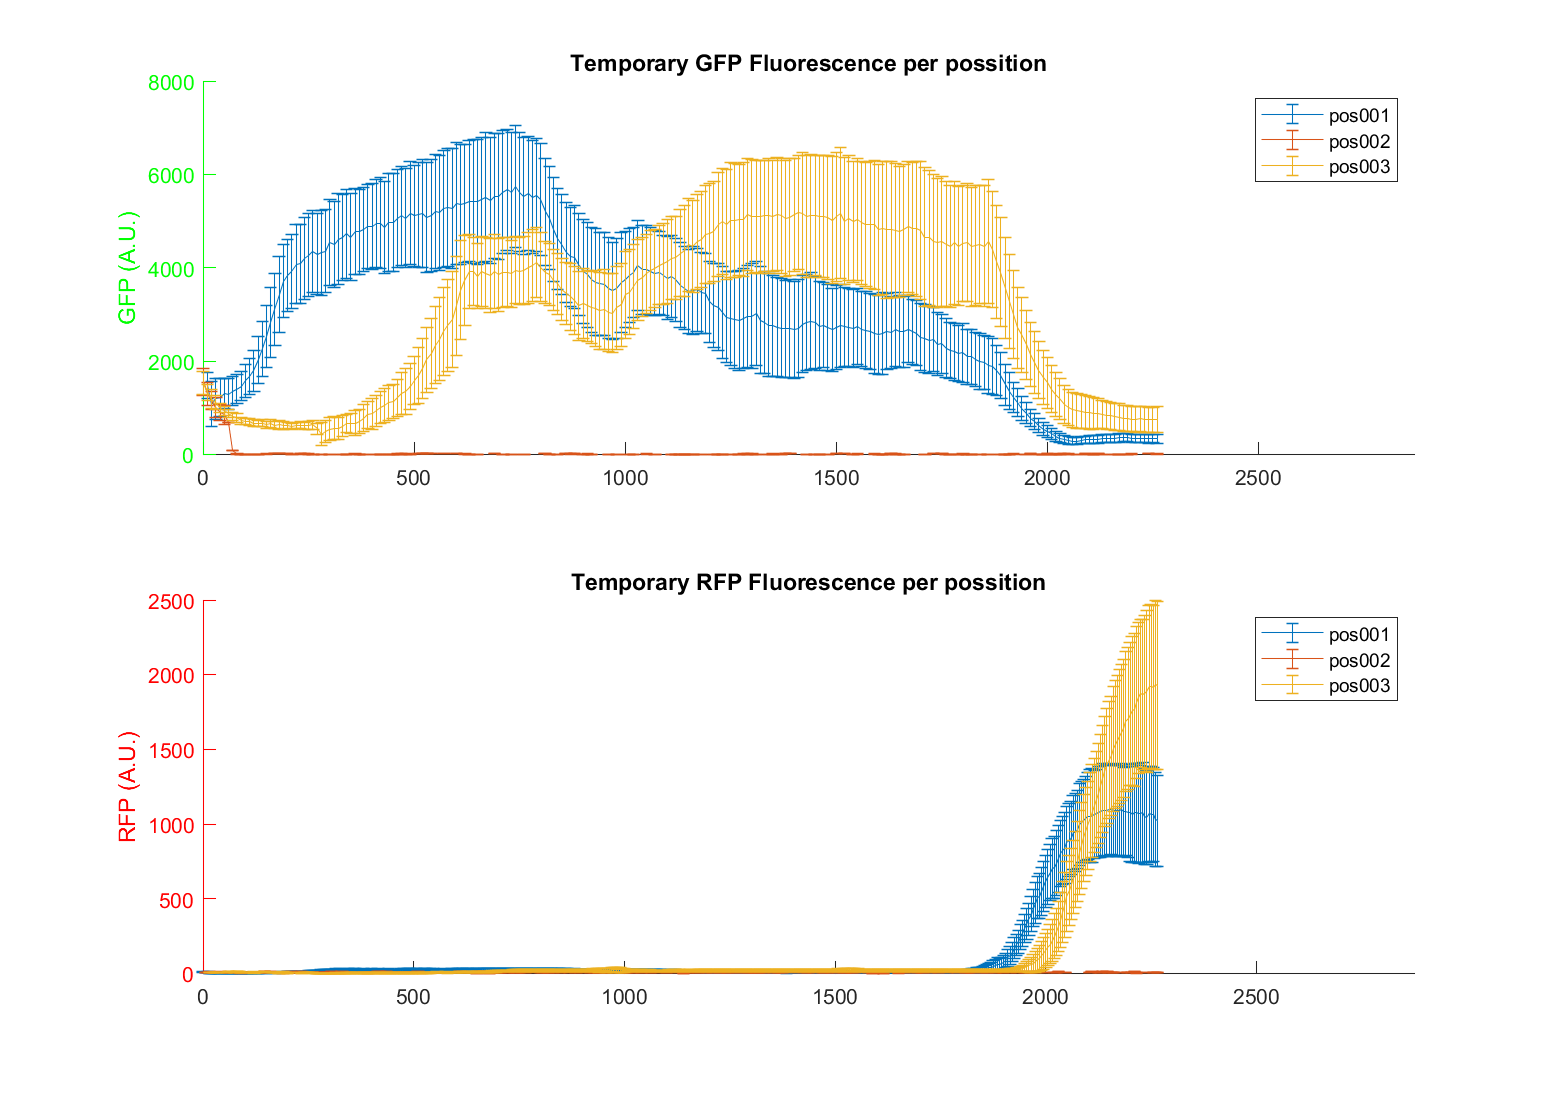 Temporary GFP Fluorescence per possition
8000
6000
4000
2000
0
GFP (A.U.)
0 500 1000 1500 2000 2500
pos001
pos002
pos003
Temporary RFP Fluorescence per possition
2500
2000
1500
1000
500
0
RFP (A.U.)
0 500 1000 1500 2000 2500
pos001
pos002
pos003